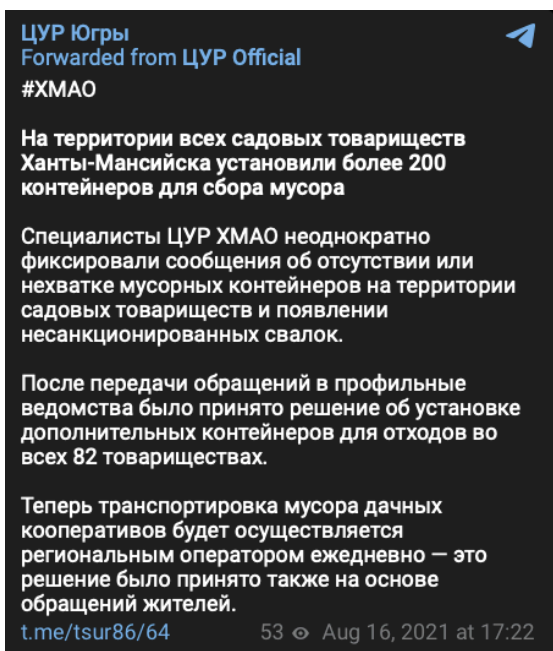 ЦУР Югры
Forwarded from ЦУР Official
#ХМАО
На территории всех садовых товариществ
Ханты-Мансийска установили более 200
контейнеров для сбора мусора
Специалисты ЦУР ХМАО неоднократно
фиксировали сообщения об отсутствии или
нехватке мусорных контейнеров на территории
садовых товариществ и появлении
несанкционированных свалок.
После передачи обращений в профильные
ведомства было принято решение об установке
дополнительных контейнеров для отходов во
всех 82 товариществах.
Теперь транспортировка мусора дачных
кооперативов будет осуществляется
региональным оператором ежедневно — это
решение было принято также на основе
обращений жителей.
t.me/tsur86/64 53 Aug 16, 2021 at 17:22